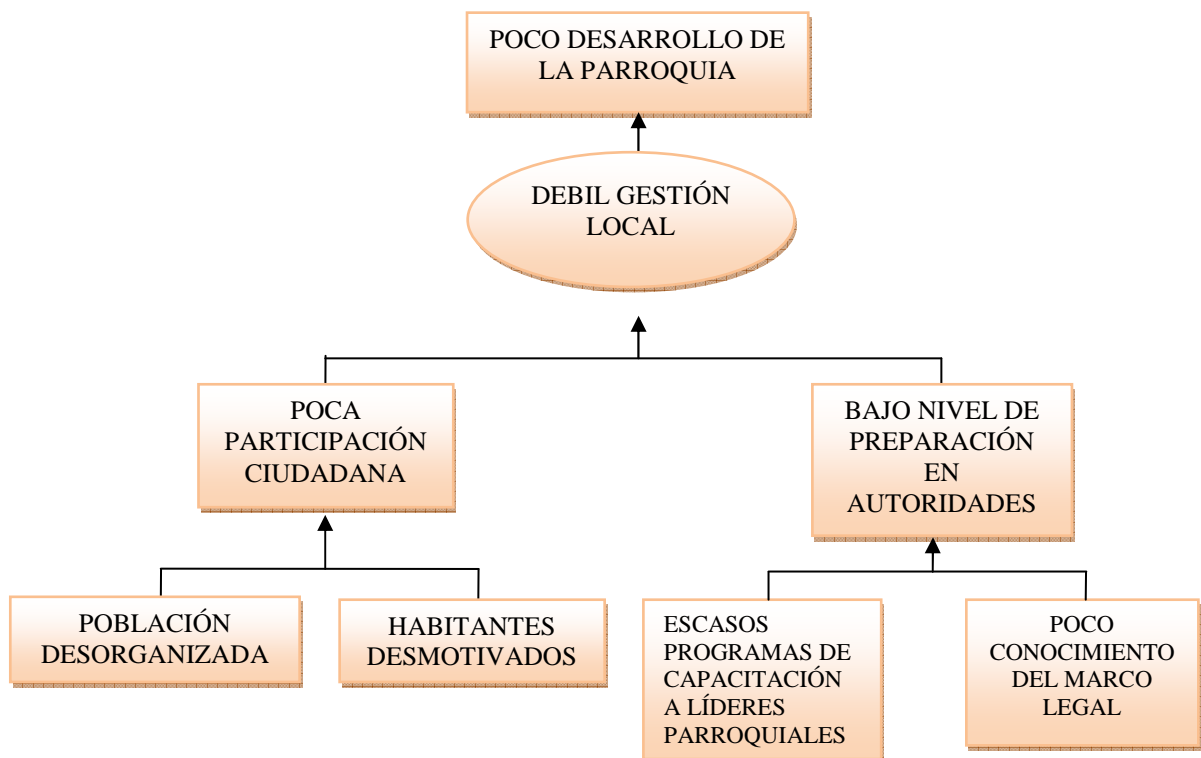 POCO DESARROLLO DE
LA PARROQUIA
DEBIL GESTIÓN
LOCAL
POCA
PARTICIPACIÓN
CIUDADANA
BAJO NIVEL DE
PREPARACIÓN
EN
AUTORIDADES
POBLACIÓN
DESORGANIZADA
HABITANTES
DESMOTIVADOS
ESCASOS
PROGRAMAS DE
CAPACITACIÓN
A LÍDERES
PARROQUIALES
POCO
CONOCIMIENTO
DEL MARCO
LEGAL